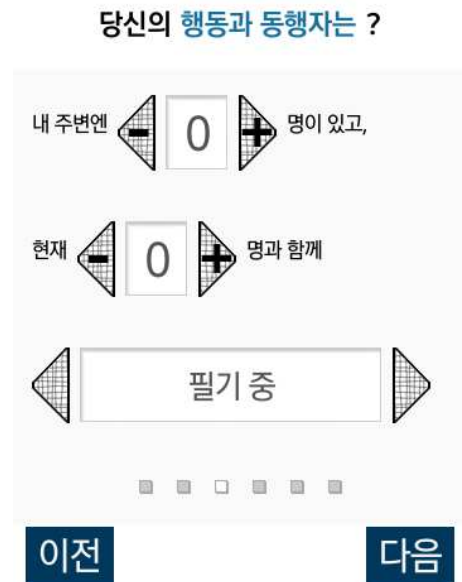 당신의 행동과 동행자는 ?
내 주변엔 - 0 + 명이 있고,
현재 - 0 + 명과 함께
필기 중
이전 다음